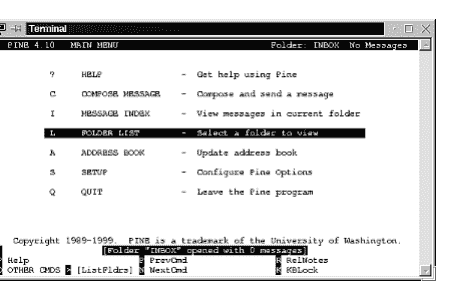 Terminal
PINE 4.10 MAIN MENU Folder: INBOX No Messages
? HELP - Get help using Pine
C COMPOSE MESSAGE - Compose and send a message
I MESSAGE INDEX - View messages in current folder
L FOLDER LIST - Select a folder to view
A ADDRESS BOOK - Update address book
S SETUP - Configure Pine Options
Q QUIT - Leave the Pine program
Copyright 1989-1999. PINE is a trademark of the University of Washington.
[Folder "INBOX" opened with 0 messages]
Help P PrevCmd R RelNotes
O OTHER CMDS [ListFldrs] N NextCmd K KBLock